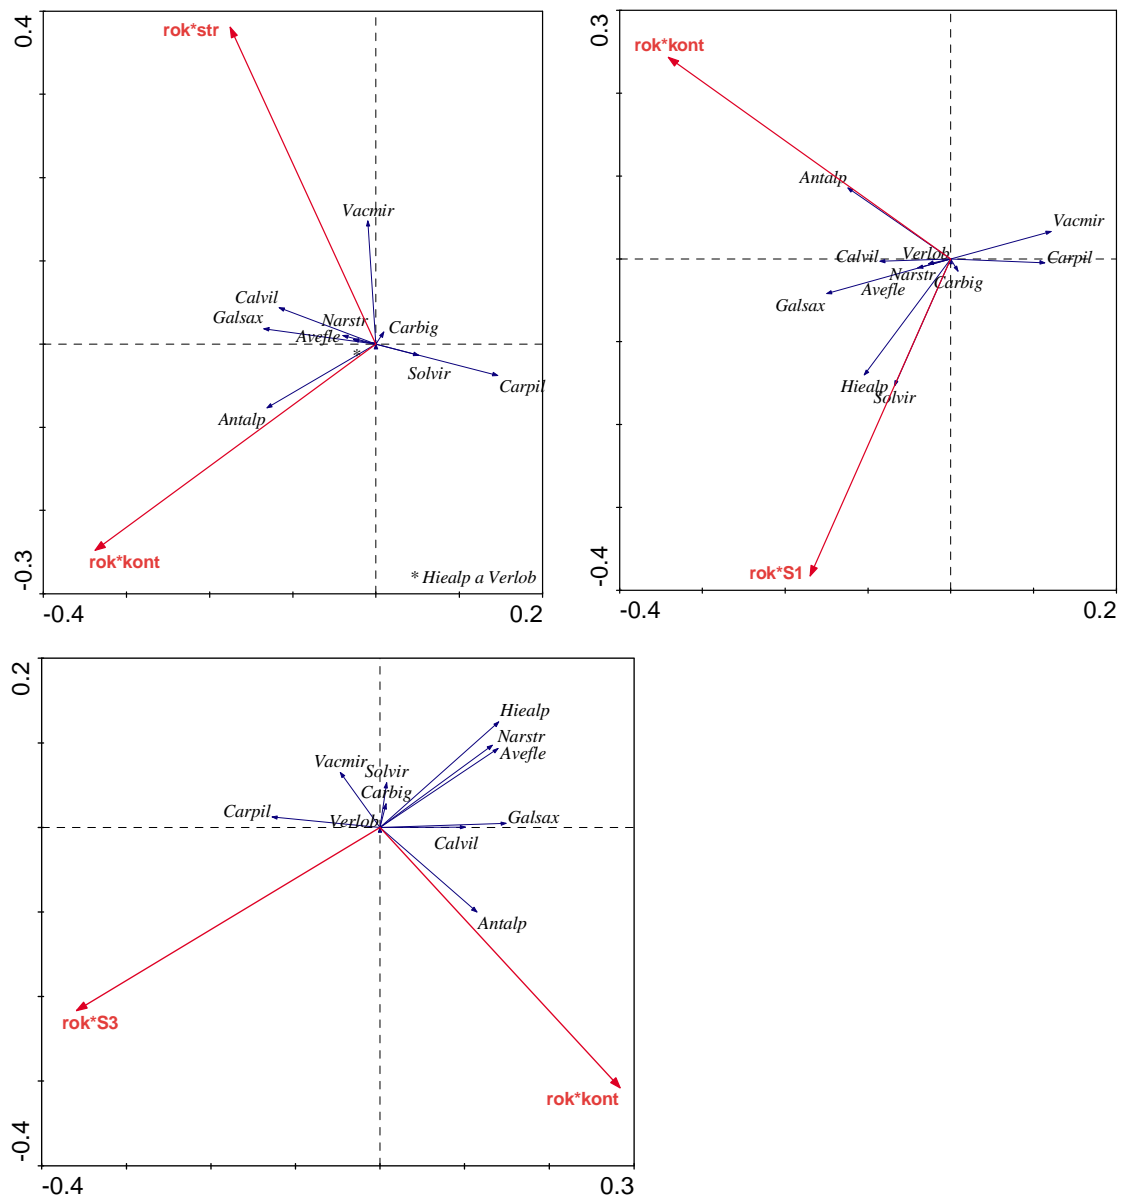 0.4
rok*str
Vacmir
Calvil
Galsax
Narstr
Avefle
Carbig
*
Solvir
Carpil
Antalp
rok*kont
* Hiealp a Verlob
-0.3
-0.4
0.2
0.3
rok*kont
Antalp
Vacmir
Verlob
Calvil
Carpil
Narstr
Carbig
Avefle
Galsax
Hiealp
Solvir
rok*S1
-0.4
-0.4
0.2
0.2
Hiealp
Narstr
Avefle
Vacmir
Solvir
Carbig
Carpil
Verlob
Galsax
Calvil
Antalp
rok*S3
rok*kont
-0.4
-0.4
0.3